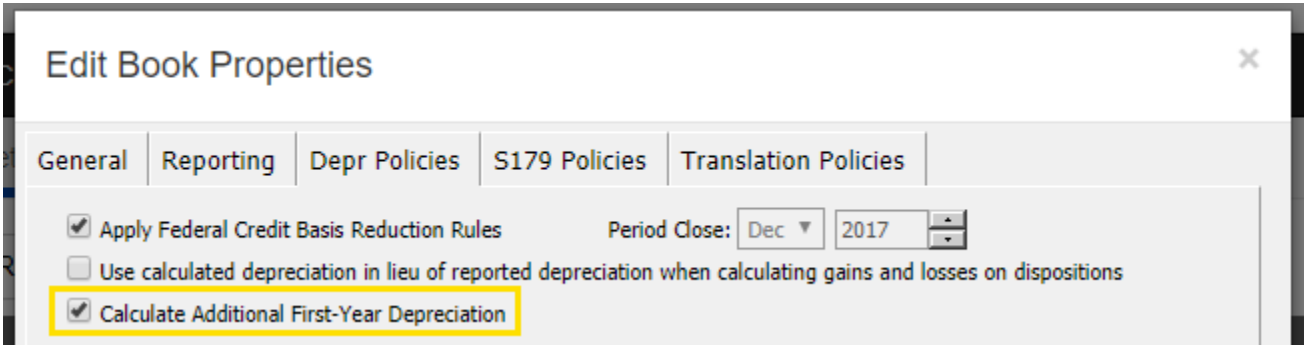 Edit Book Properties ×
General Reporting Depr Policies S179 Policies Translation Policies
Apply Federal Credit Basis Reduction Rules Period Close: Dec 2017
Use calculated depreciation in lieu of reported depreciation when calculating gains and losses on dispositions
Calculate Additional First-Year Depreciation